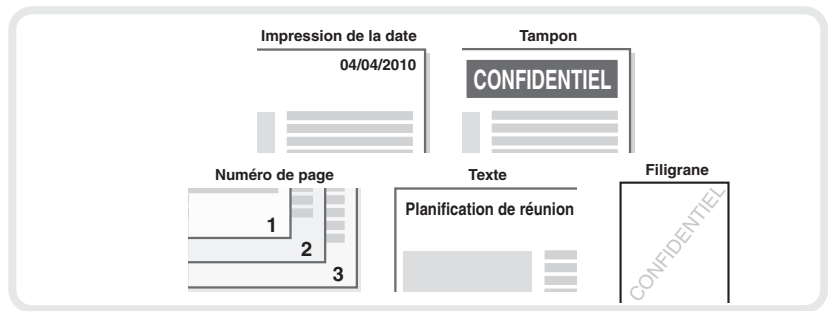 Impression de la date
04/04/2010
Tampon
CONFIDENTIEL
Numéro de page
1
2
3
Texte
Planification de réunion
Filigrane
CONFIDENTIEL